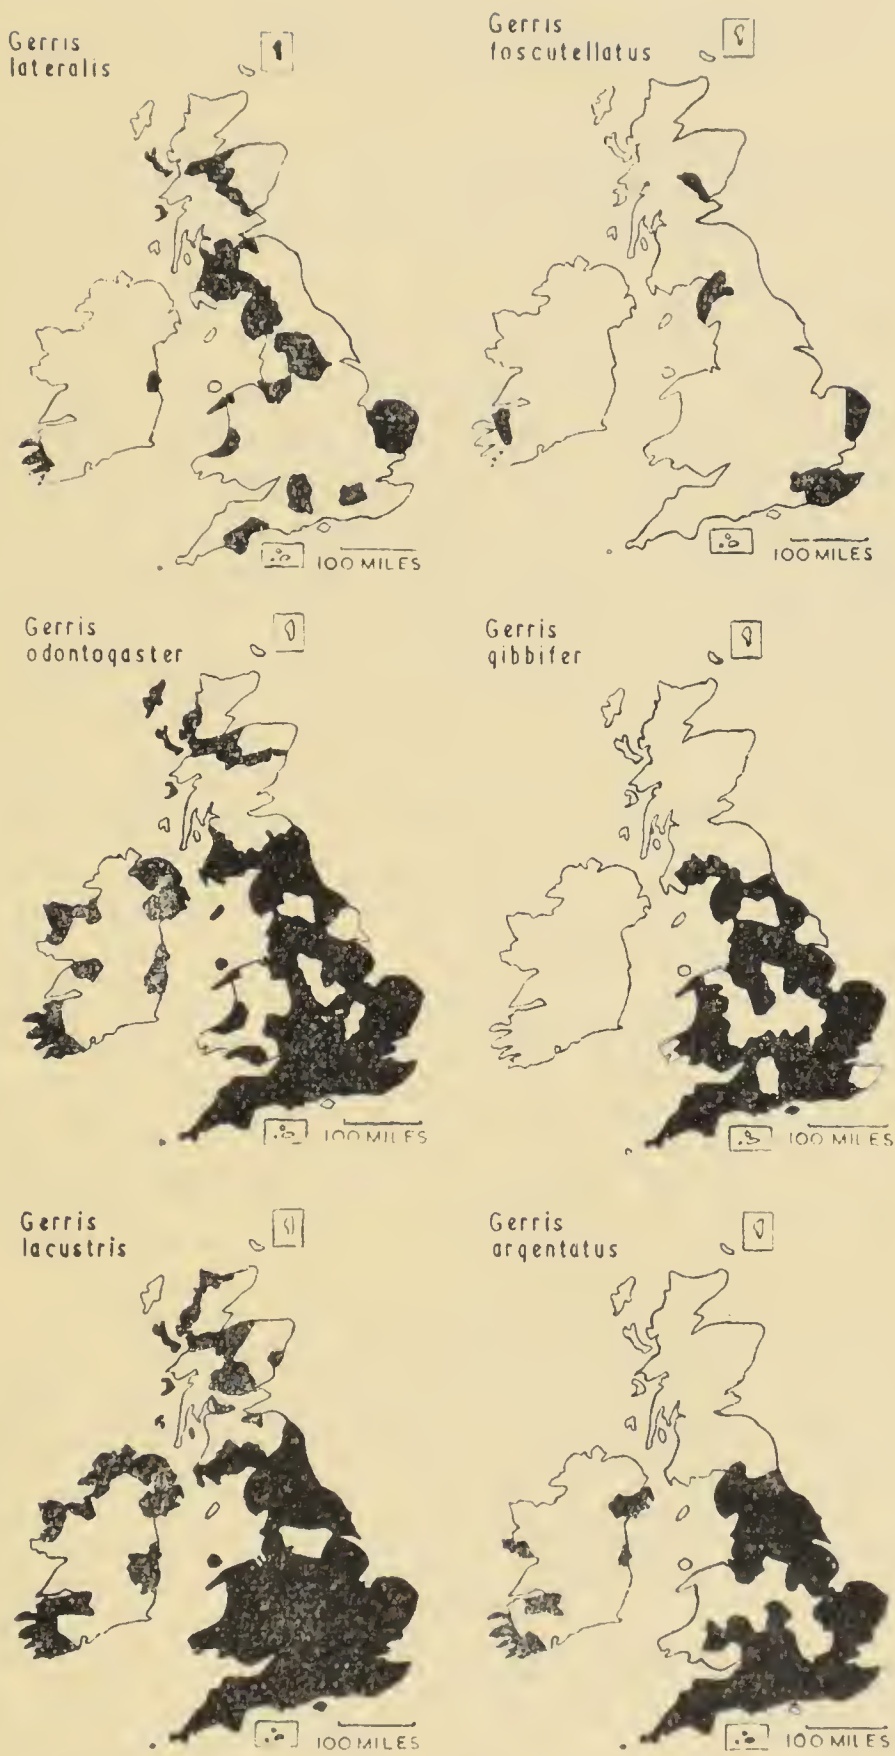 Gerris
lateralis
100 MILES
Gerris
foscutellatus
100 MILES
Gerris
odontogaster
100 MILES
Gerris
gibbifer
100 MILES
Gerris
lacustris
100 MILES
Gerris
argentatus
100 MILES